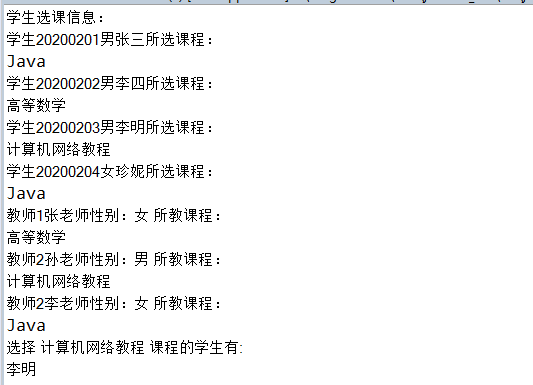 学生选课信息：
学生20200201男张三所选课程：
Java
学生20200202男李四所选课程：
高等数学
学生20200203男李明所选课程：
计算机网络教程
学生20200204女珍妮所选课程：
Java
教师1张老师性别：女 所教课程：
高等数学
教师2孙老师性别：男 所教课程：
计算机网络教程
教师2李老师性别：女 所教课程：
Java
选择 计算机网络教程 课程的学生有:
李明